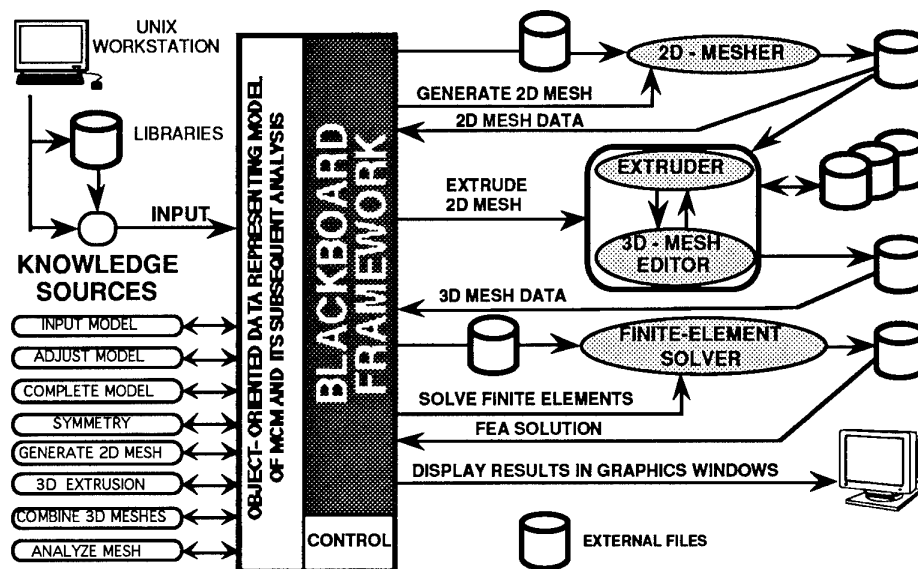 UNIX
WORKSTATION
LIBRARIES
INPUT
KNOWLEDGE
SOURCES
INPUT MODEL
ADJUST MODEL
COMPLETE MODEL
SYMMETRY
GENERATE 2D MESH
3D EXTRUSION
COMBINE 3D MESHES
ANALYZE MESH
OBJECT- ORIENTED DATA REPRESENTING MODEL
OF MCM AND ITS SUBSEQUENT ANALYSIS
BLACKBOARD
FRAMEWORK
CONTROL
2D - MESHER
GENERATE 2D MESH
2D MESH DATA
EXTRUDE
2D MESH
EXTRUDER
3D - MESH
EDITOR
3D MESH DATA
FINITE-ELEMENT
SOLVER
SOLVE FINITE ELEMENTS
FEA SOLUTION
DISPLAY RESULTS IN GRAPHICS WINDOWS
EXTERNAL FILES